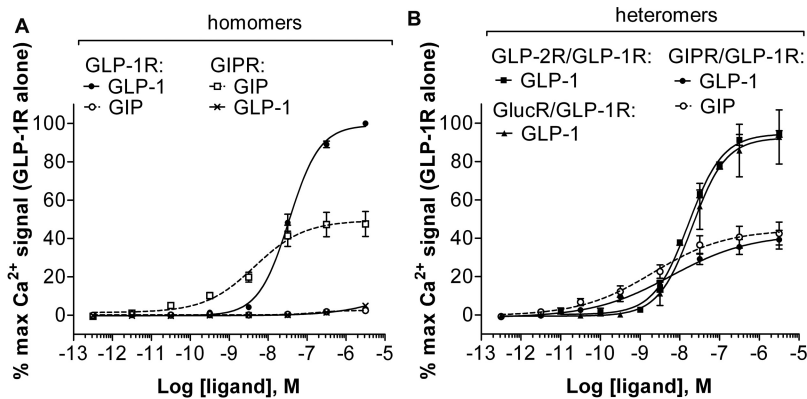 A
homomers
GLP-1R:
GLP-1
GIP
GIPR:
GIP
GLP-1
% max Ca2+ signal (GLP-1R alone)
100
80
60
40
20
0
-13 -12 -11 -10 -9 -8 -7 -6 -5
Log [ligand], M
B
heteromers
GLP-2R/GLP-1R:
GLP-1
GlucR/GLP-1R:
GLP-1
GIPR/GLP-1R:
GLP-1
GIP
% max Ca2+ signal (GLP-1R alone)
100
80
60
40
20
0
-13 -12 -11 -10 -9 -8 -7 -6 -5
Log [ligand], M